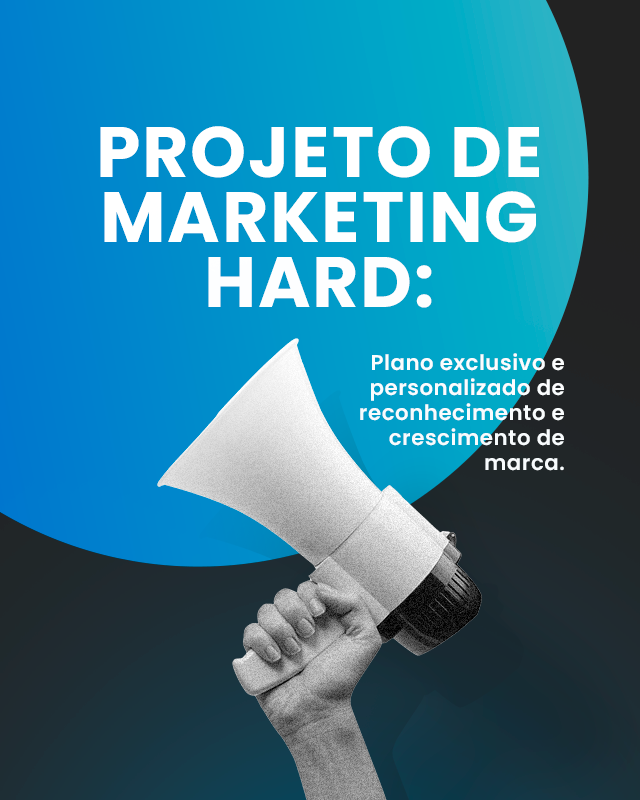 PROJETO DE
MARKETING
HARD:
Plano exclusivo e
personalizado de
reconhecimento e
crescimento de
marca.